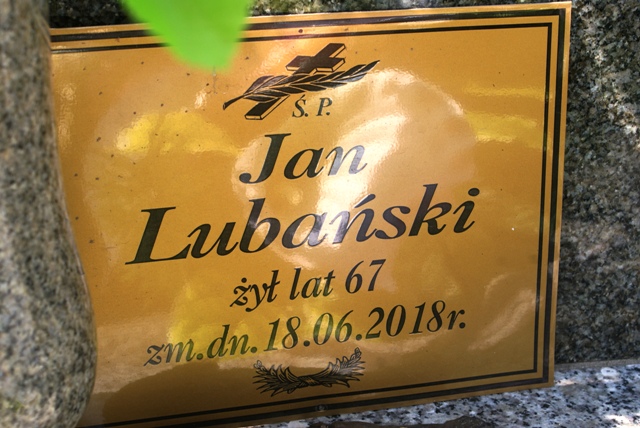 Ś. P.
Jan
Lubański
żył lat 67
zm.dn.18.06.2018r.